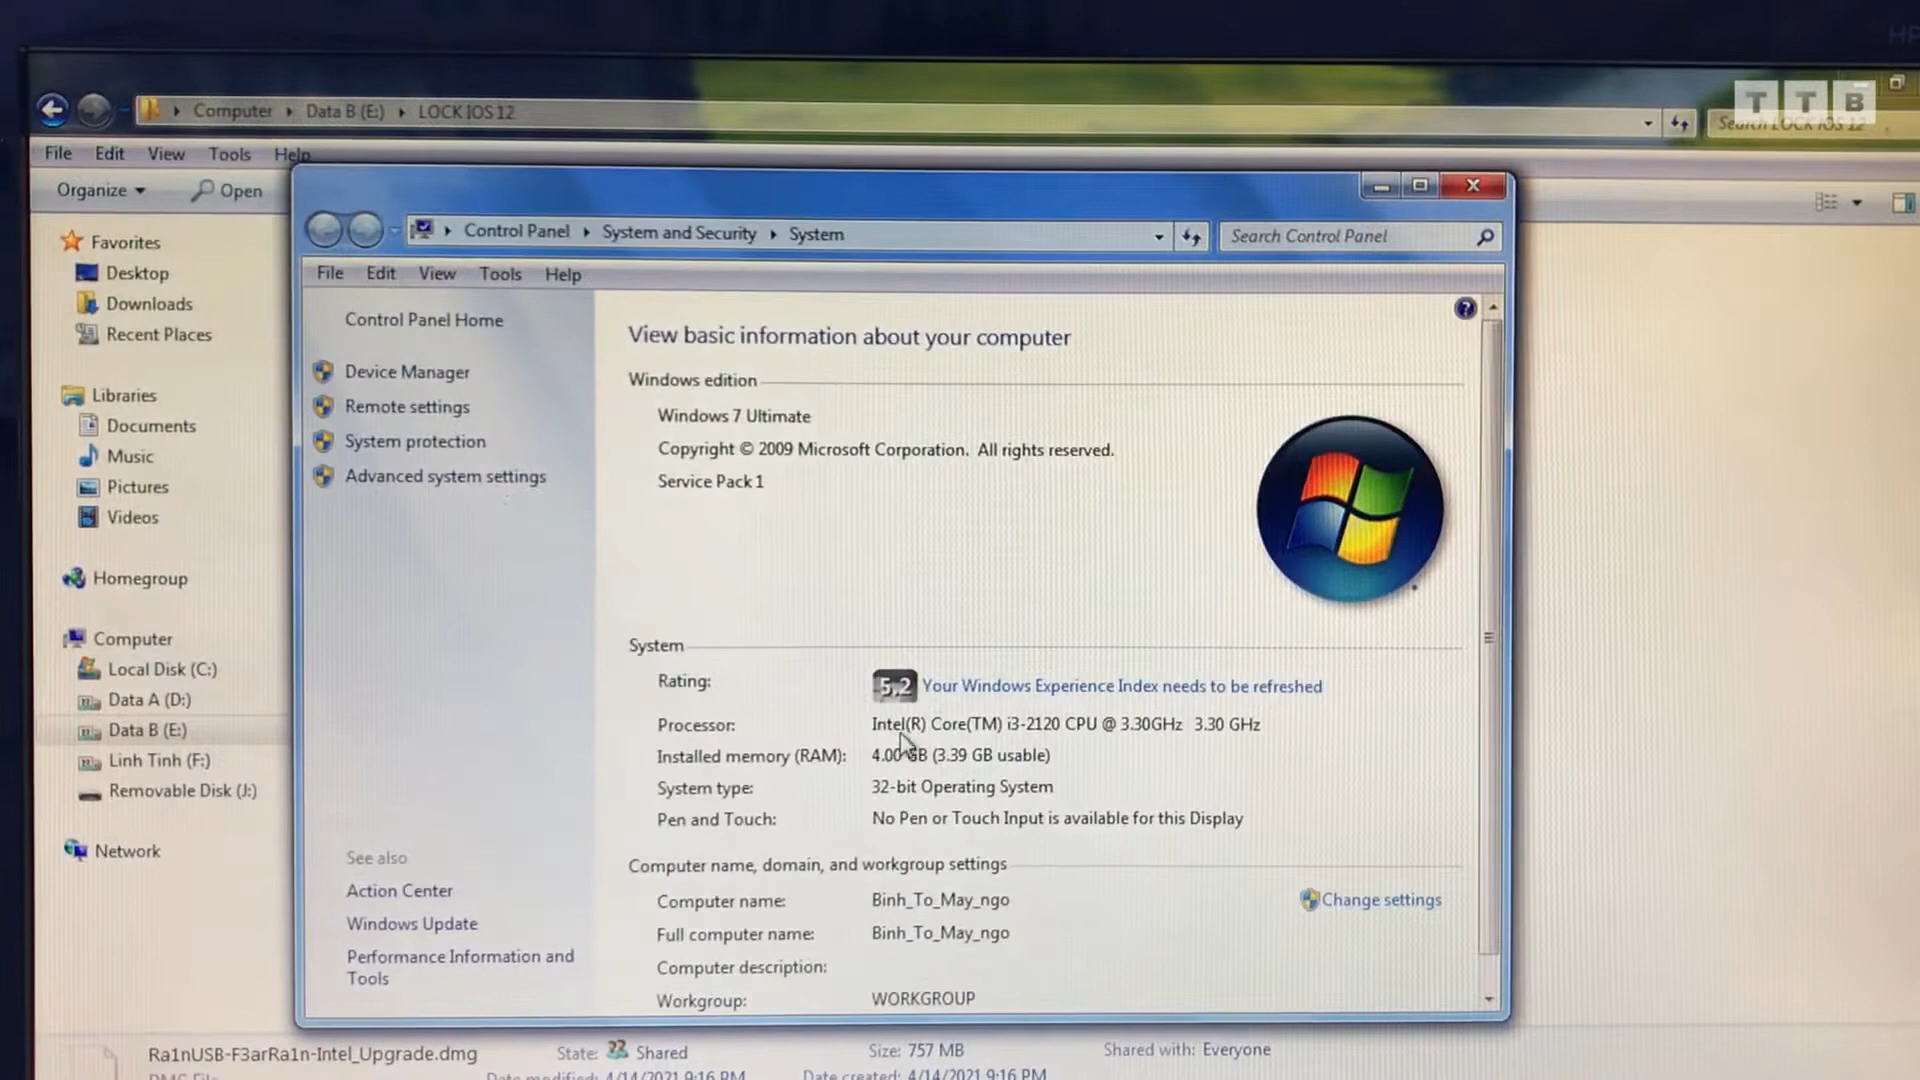 HP
T T B
Computer ▸ Data B (E:) ▸ LOCK IOS 12
Search LOCK IOS 12
File Edit View Tools Help
Organize Open
Favorites
Desktop
Downloads
Recent Places
Libraries
Documents
Music
Pictures
Videos
Homegroup
Computer
Local Disk (C:)
Data A (D:)
Data B (E:)
Linh Tinh (F:)
Removable Disk (J:)
Network
Control Panel ▸ System and Security ▸ System
Search Control Panel
File Edit View Tools Help
Control Panel Home
Device Manager
Remote settings
System protection
Advanced system settings
See also
Action Center
Windows Update
Performance Information and
Tools
View basic information about your computer
Windows edition
Windows 7 Ultimate
Copyright © 2009 Microsoft Corporation. All rights reserved.
Service Pack 1
System
Rating: 5,2 Your Windows Experience Index needs to be refreshed
Processor: Intel(R) Core(TM) i3-2120 CPU @ 3.30GHz 3.30 GHz
Installed memory (RAM): 4.00 GB (3.39 GB usable)
System type: 32-bit Operating System
Pen and Touch: No Pen or Touch Input is available for this Display
Computer name, domain, and workgroup settings
Computer name: Binh_To_May_ngo Change settings
Full computer name: Binh_To_May_ngo
Computer description:
Workgroup: WORKGROUP
Ra1nUSB-F3arRa1n-Intel_Upgrade.dmg State: Shared Size: 757 MB Shared with: Everyone
DMG File Date modified: 4/14/2021 9:16 PM Date created: 4/14/2021 9:16 PM